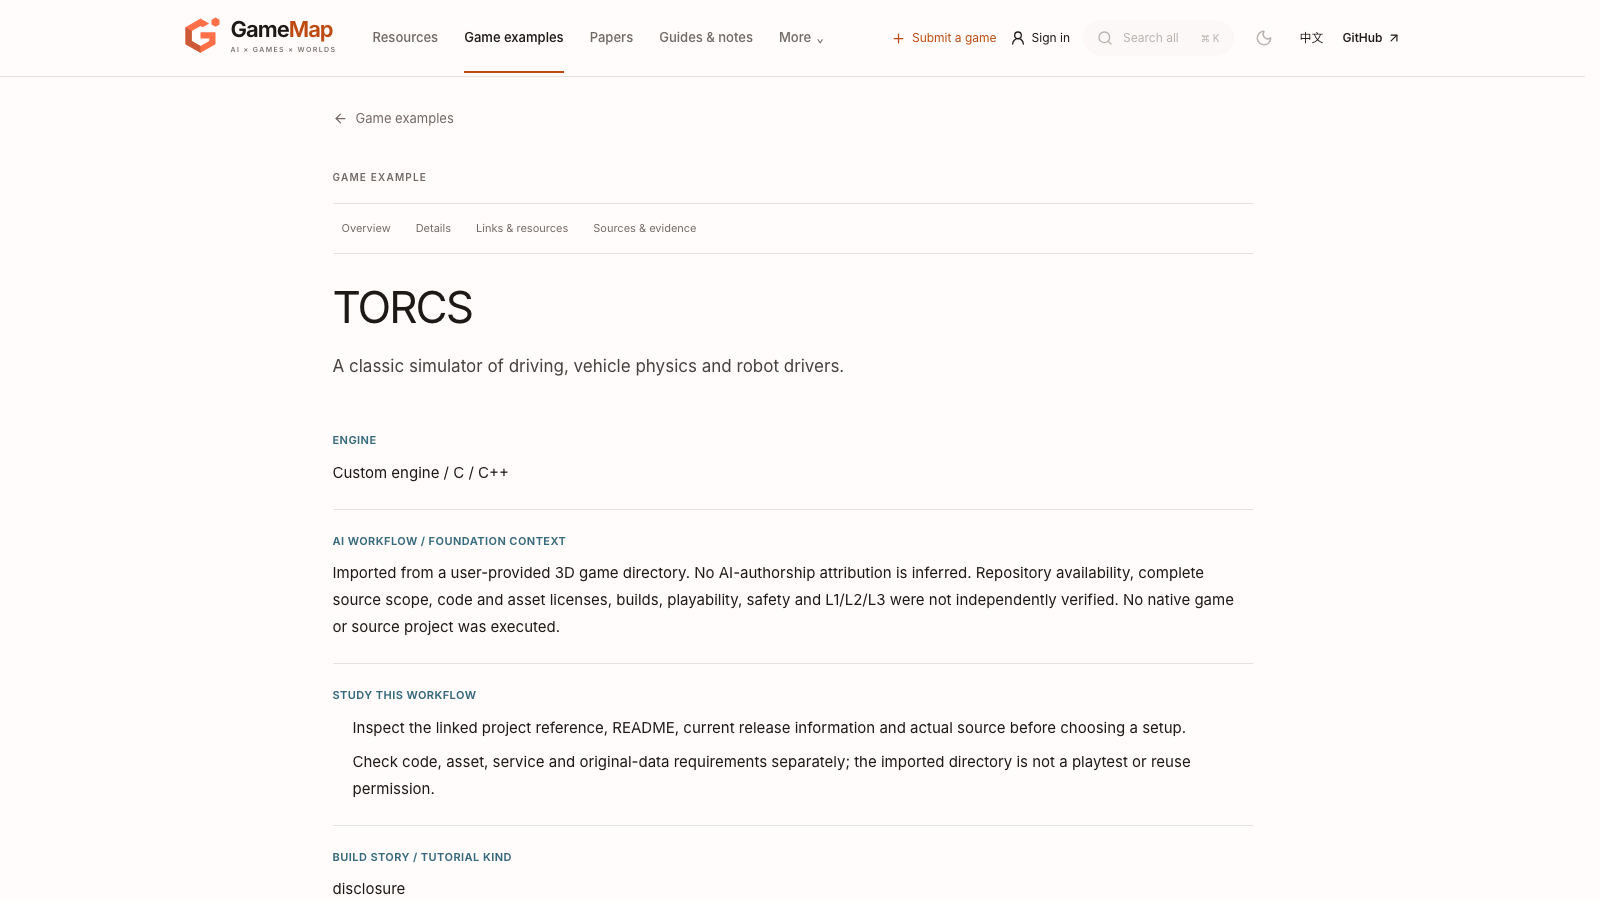 GameMap
AI × GAMES × WORLDS
Resources
Game examples
Papers
Guides & notes
More
Submit a game
Sign in
Search all
⌘ K
中文
GitHub
Game examples
GAME EXAMPLE
Overview
Details
Links & resources
Sources & evidence
TORCS
A classic simulator of driving, vehicle physics and robot drivers.
ENGINE
Custom engine / C / C++
AI WORKFLOW / FOUNDATION CONTEXT
Imported from a user-provided 3D game directory. No AI-authorship attribution is inferred. Repository availability, complete
source scope, code and asset licenses, builds, playability, safety and L1/L2/L3 were not independently verified. No native game
or source project was executed.
STUDY THIS WORKFLOW
Inspect the linked project reference, README, current release information and actual source before choosing a setup.
Check code, asset, service and original-data requirements separately; the imported directory is not a playtest or reuse
permission.
BUILD STORY / TUTORIAL KIND
disclosure